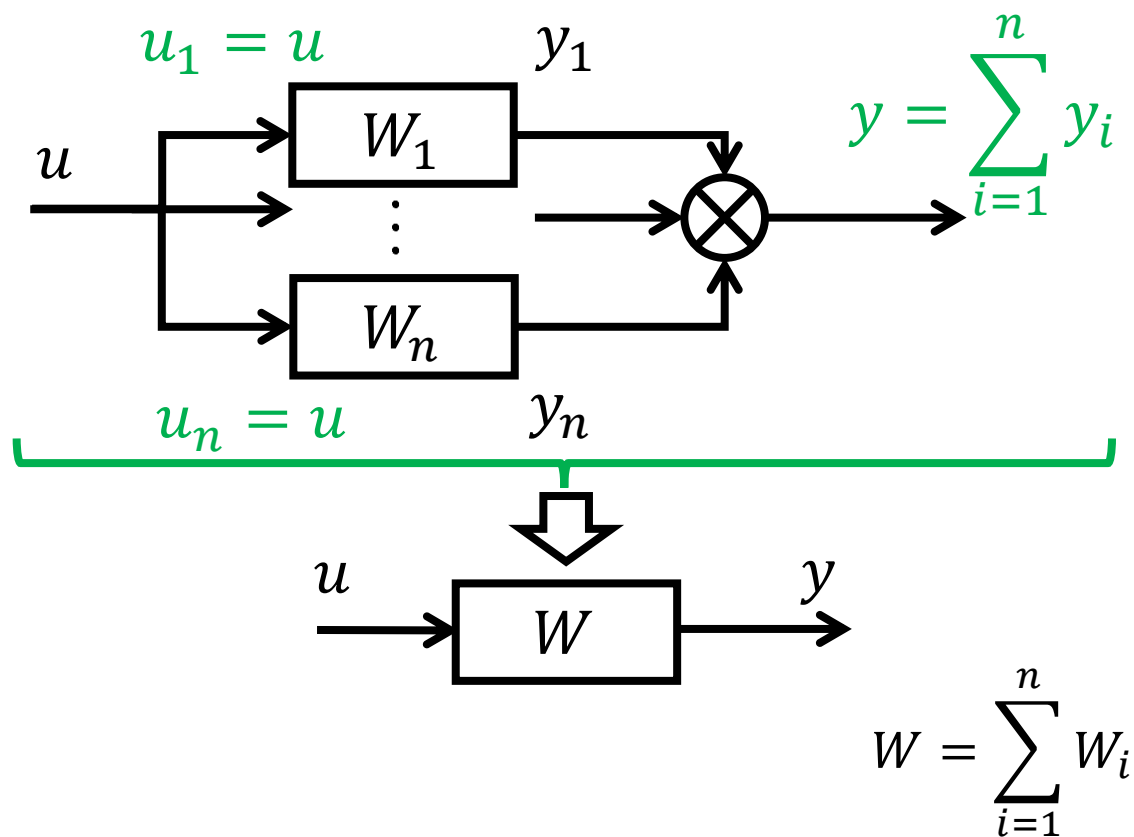 u₁ = u
y₁
u
W₁
y = ∑ᵢ₌₁ⁿ yᵢ
⋮
Wₙ
uₙ = u
yₙ
u
W
y
W = ∑ᵢ₌₁ⁿ Wᵢ